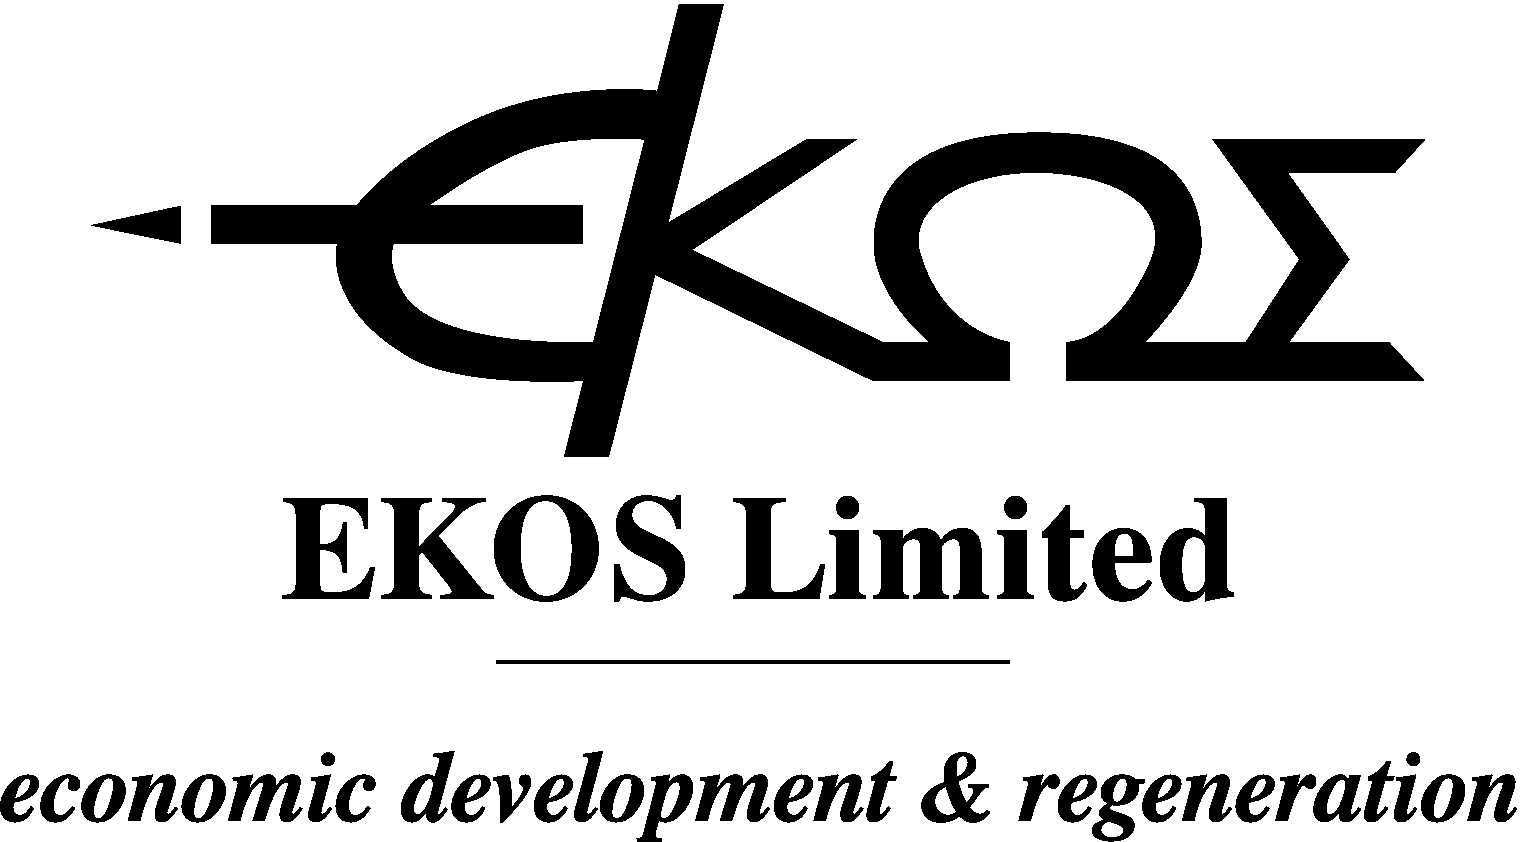 ΕΚΩΣ
EKOS Limited
economic development & regeneration